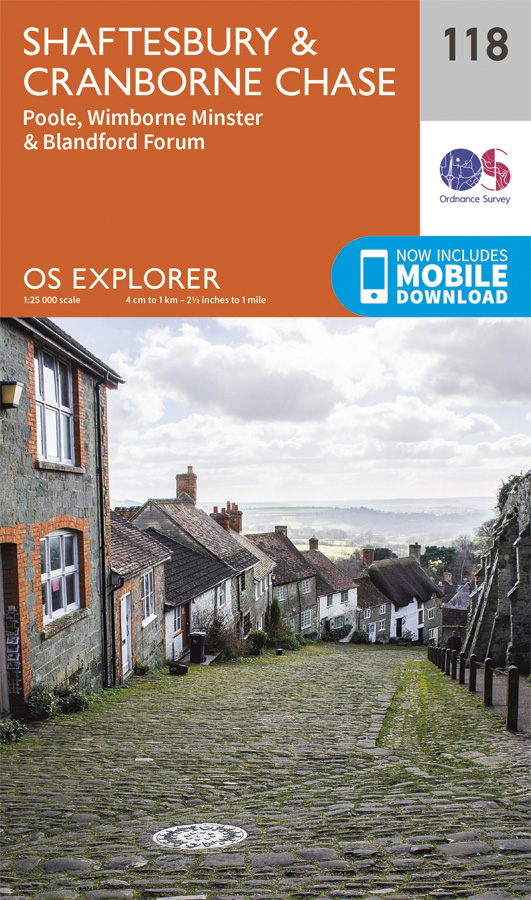 SHAFTESBURY &
CRANBORNE CHASE
Poole, Wimborne Minster
& Blandford Forum
118
Ordnance Survey
OS EXPLORER
1:25 000 scale 4 cm to 1 km – 2½ inches to 1 mile
NOW INCLUDES
MOBILE
DOWNLOAD